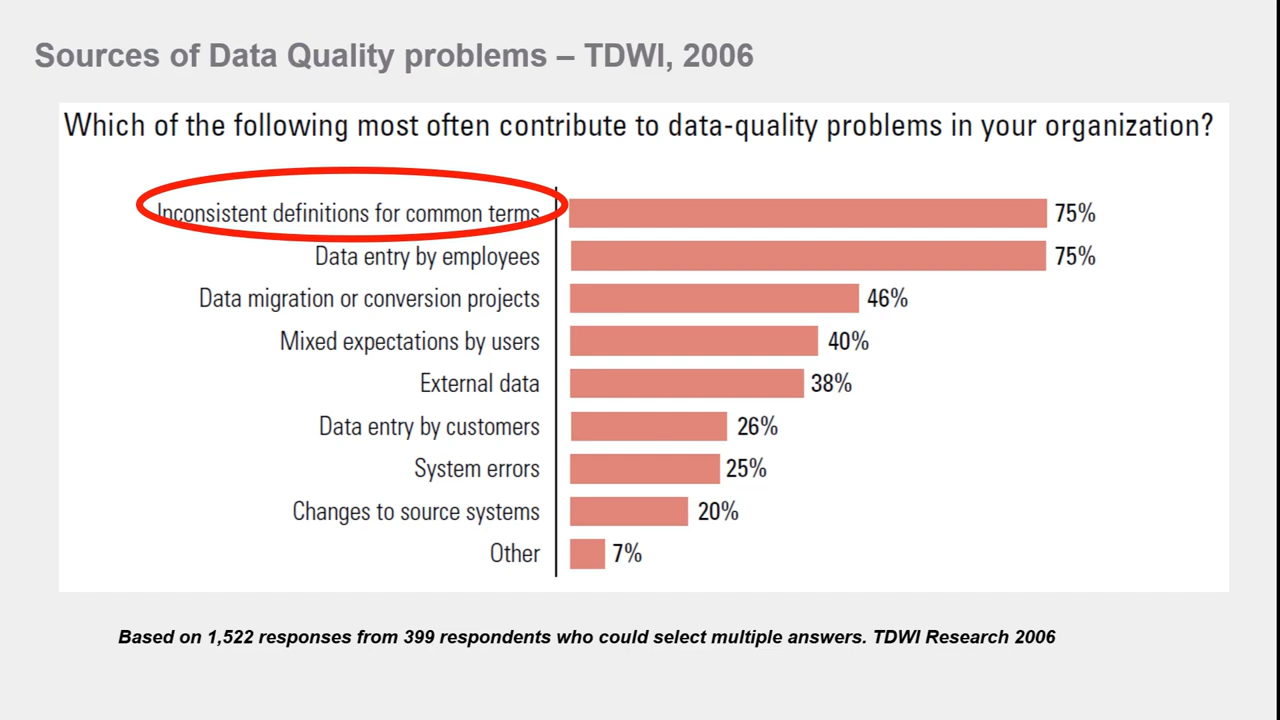 Sources of Data Quality problems – TDWI, 2006
Which of the following most often contribute to data-quality problems in your organization?
Inconsistent definitions for common terms 75%
Data entry by employees 75%
Data migration or conversion projects 46%
Mixed expectations by users 40%
External data 38%
Data entry by customers 26%
System errors 25%
Changes to source systems 20%
Other 7%
Based on 1,522 responses from 399 respondents who could select multiple answers. TDWI Research 2006